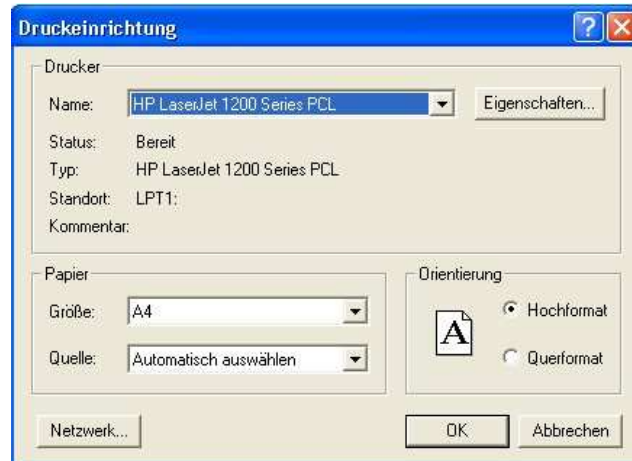 Druckeinrichtung
Drucker
Name: HP LaserJet 1200 Series PCL Eigenschaften...
Status: Bereit
Typ: HP LaserJet 1200 Series PCL
Standort: LPT1:
Kommentar:
Papier
Größe: A4
Quelle: Automatisch auswählen
Orientierung
A
Hochformat
Querformat
Netzwerk... OK Abbrechen